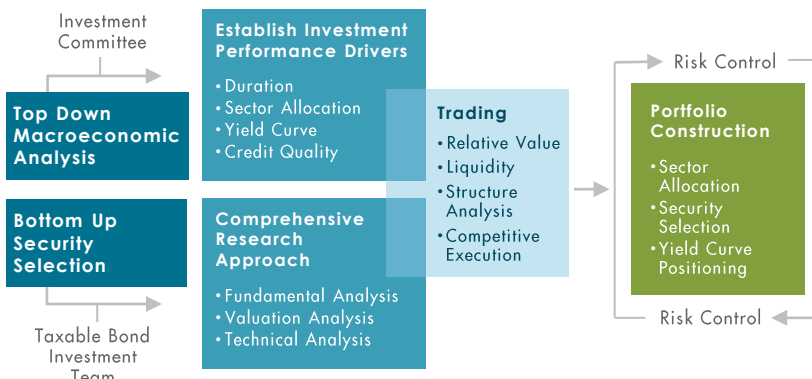 Investment
Committee
Top Down
Macroeconomic
Analysis
Bottom Up
Security
Selection
Taxable Bond
Investment
Team
Establish Investment
Performance Drivers
• Duration
• Sector Allocation
• Yield Curve
• Credit Quality
Comprehensive
Research
Approach
• Fundamental Analysis
• Valuation Analysis
• Technical Analysis
Trading
• Relative Value
• Liquidity
• Structure
Analysis
• Competitive
Execution
Risk Control
Portfolio
Construction
• Sector
Allocation
• Security
Selection
• Yield Curve
Positioning
Risk Control